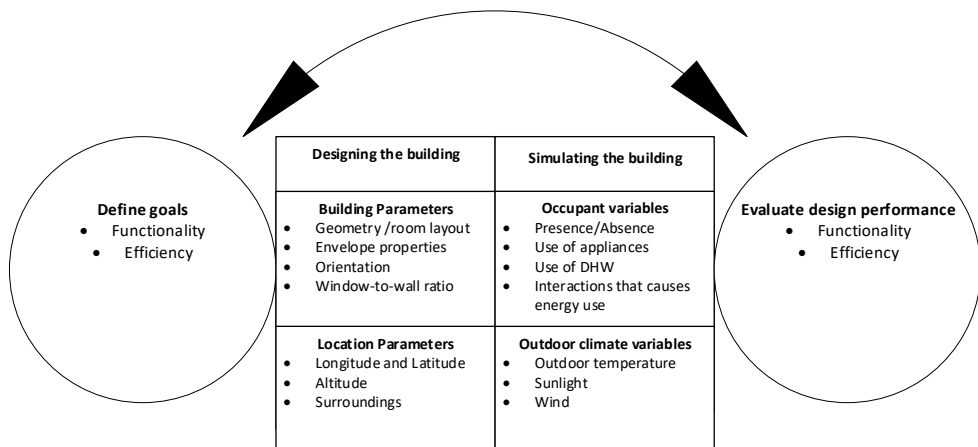 Define goals
• Functionality
• Efficiency
Designing the building
Simulating the building
Building Parameters
• Geometry /room layout
• Envelope properties
• Orientation
• Window-to-wall ratio
Occupant variables
• Presence/Absence
• Use of appliances
• Use of DHW
• Interactions that causes
energy use
Location Parameters
• Longitude and Latitude
• Altitude
• Surroundings
Outdoor climate variables
• Outdoor temperature
• Sunlight
• Wind
Evaluate design performance
• Functionality
• Efficiency